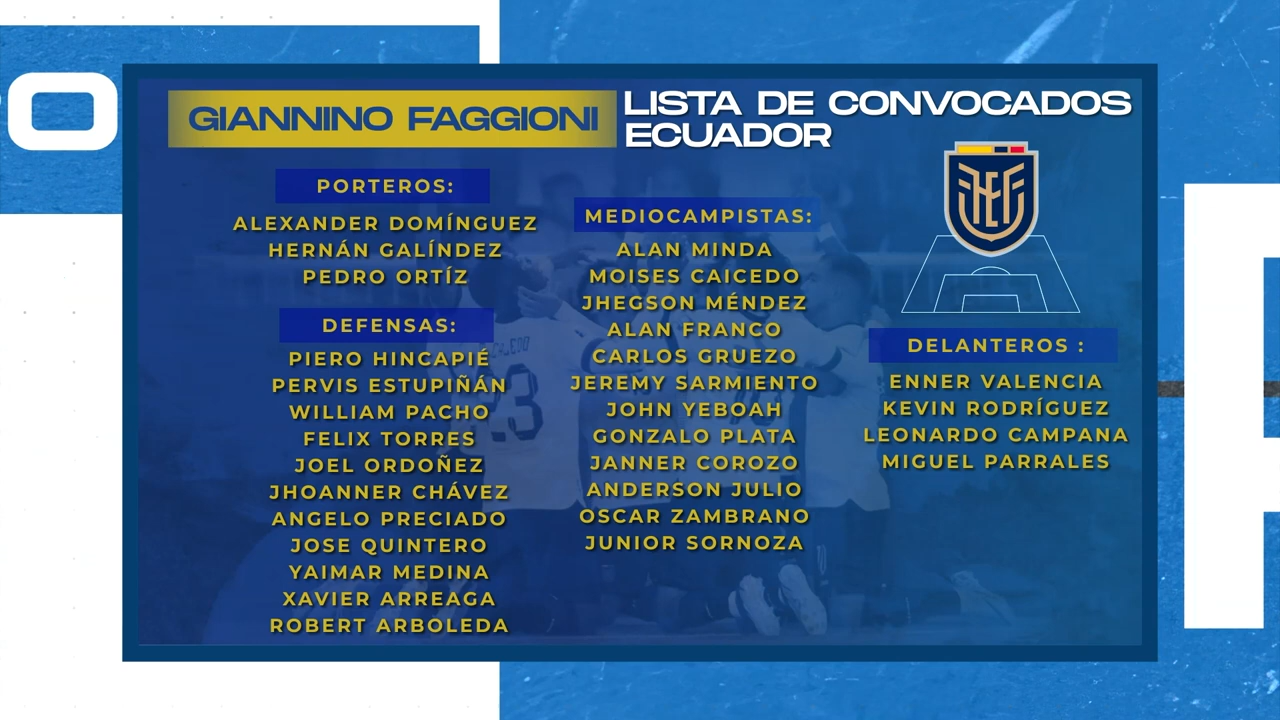 GIANNINO FAGGIONI
LISTA DE CONVOCADOS
ECUADOR
PORTEROS:
ALEXANDER DOMÍNGUEZ
HERNÁN GALÍNDEZ
PEDRO ORTÍZ
DEFENSAS:
PIERO HINCAPIÉ
PERVIS ESTUPIÑÁN
WILLIAM PACHO
FELIX TORRES
JOEL ORDOÑEZ
JHOANNER CHÁVEZ
ANGELO PRECIADO
JOSE QUINTERO
YAIMAR MEDINA
XAVIER ARREAGA
ROBERT ARBOLEDA
MEDIOCAMPISTAS:
ALAN MINDA
MOISES CAICEDO
JHEGSON MÉNDEZ
ALAN FRANCO
CARLOS GRUEZO
JEREMY SARMIENTO
JOHN YEBOAH
GONZALO PLATA
JANNER COROZO
ANDERSON JULIO
OSCAR ZAMBRANO
JUNIOR SORNOZA
DELANTEROS :
ENNER VALENCIA
KEVIN RODRÍGUEZ
LEONARDO CAMPANA
MIGUEL PARRALES
23